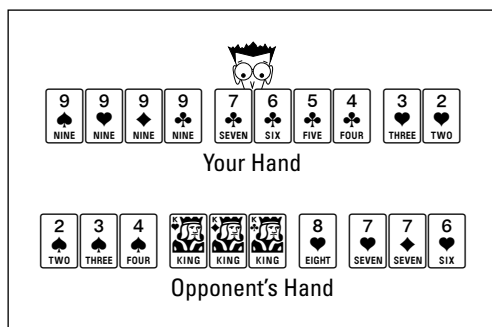 9 9 9 9 7 6 5 4 3 2
NINE NINE NINE NINE SEVEN SIX FIVE FOUR THREE TWO
Your Hand
2 3 4 K K K 8 7 7 6
TWO THREE FOUR KING KING KING EIGHT SEVEN SEVEN SIX
Opponent's Hand